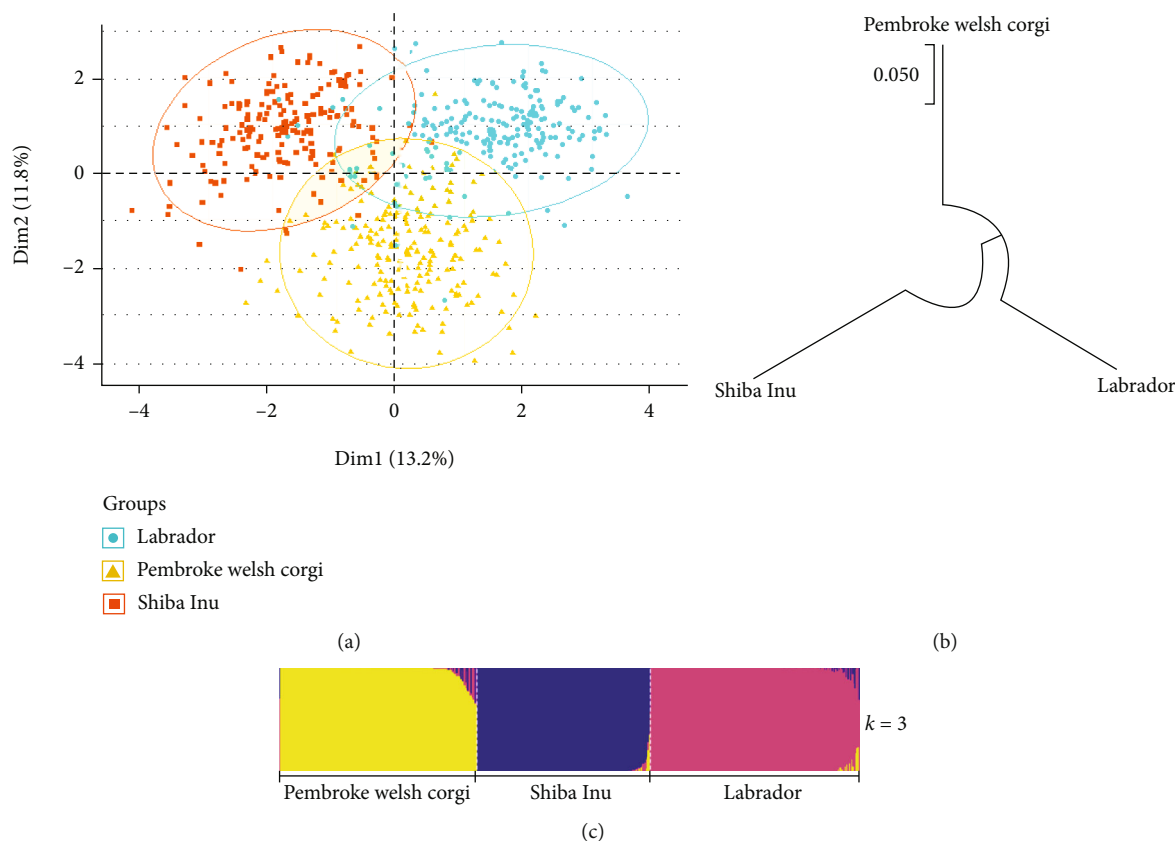 Pembroke welsh corgi
0.050
Shiba Inu
Labrador
(b)
2
0
−2
−4
Dim2 (11.8%)
−4
−2
0
2
4
Dim1 (13.2%)
Groups
Labrador
Pembroke welsh corgi
Shiba Inu
(a)
k = 3
Pembroke welsh corgi
Shiba Inu
Labrador
(c)